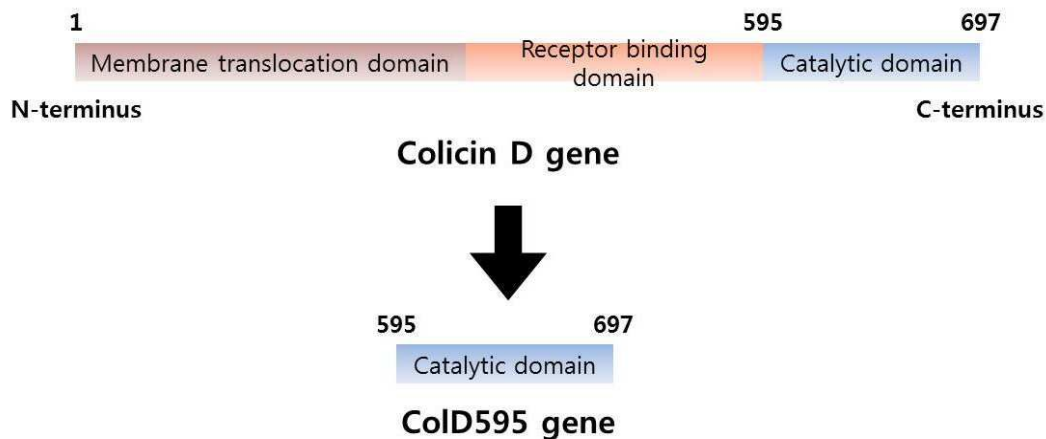 1 595 697
Membrane translocation domain Receptor binding domain Catalytic domain
N-terminus C-terminus
Colicin D gene
595 697
Catalytic domain
ColD595 gene